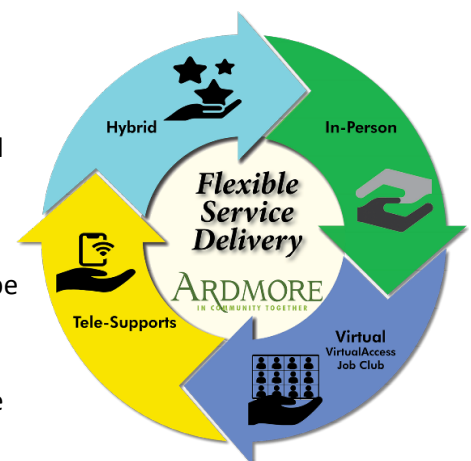 Hybrid
In-Person
Flexible
Service
Delivery
ARDMORE
IN COMMUNITY TOGETHER
Tele-Supports
Virtual
VirtualAccess
Job Club